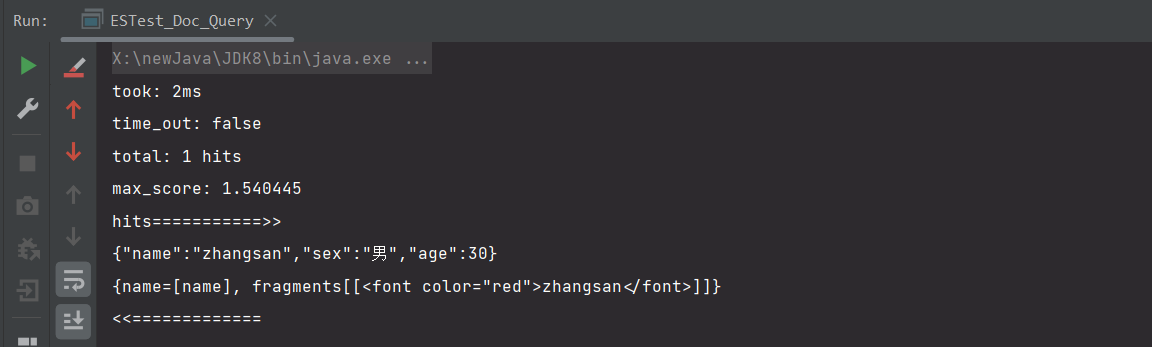 Run: ESTest_Doc_Query
X:\newJava\JDK8\bin\java.exe ...
took: 2ms
time_out: false
total: 1 hits
max_score: 1.540445
hits===========>>
{"name":"zhangsan","sex":"男","age":30}
{name=[name], fragments[[<font color="red">zhangsan</font>]]}
<<=============